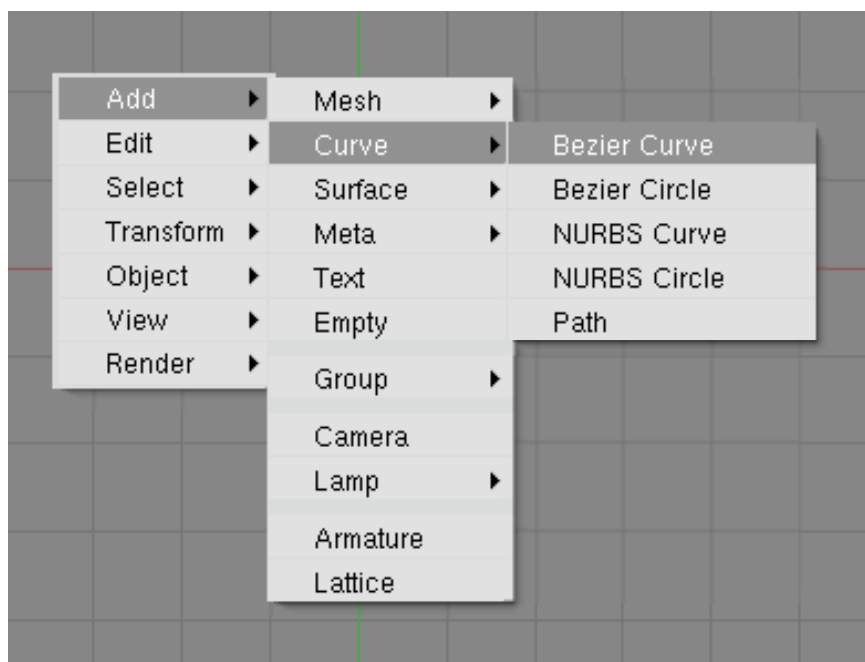 Add
Edit
Select
Transform
Object
View
Render
Mesh
Curve
Surface
Meta
Text
Empty
Group
Camera
Lamp
Armature
Lattice
Bezier Curve
Bezier Circle
NURBS Curve
NURBS Circle
Path